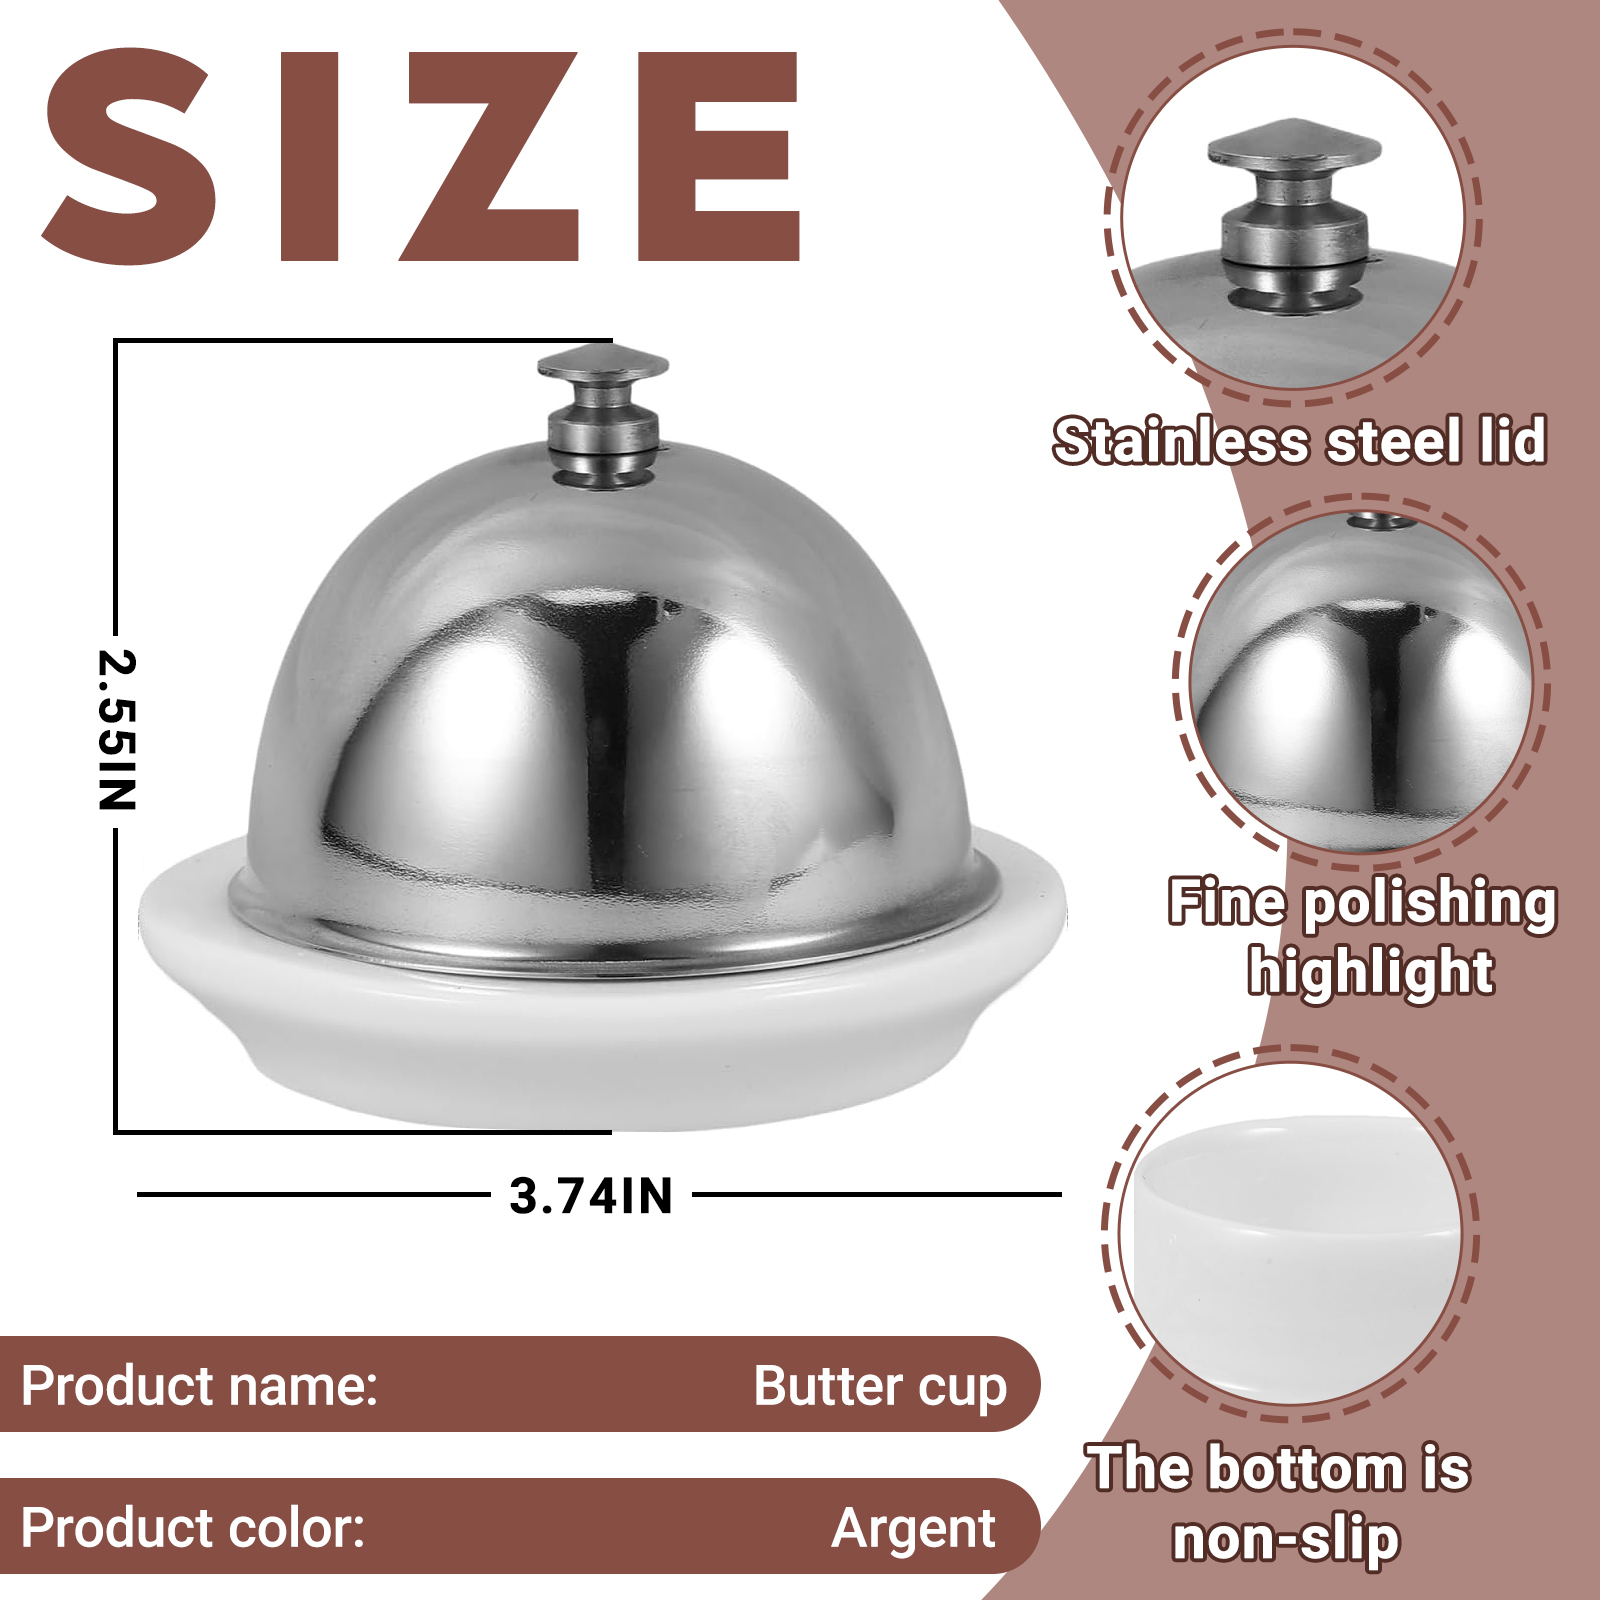 SIZE
2.55IN
3.74IN
Product name: Butter cup
Product color: Argent
Stainless steel lid
Fine polishing
highlight
The bottom is
non-slip